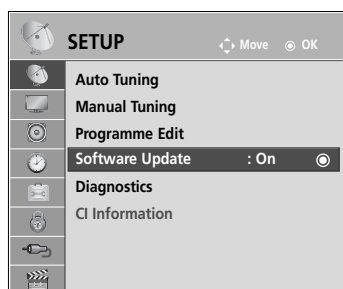 SETUP Move OK
Auto Tuning
Manual Tuning
Programme Edit
Software Update : On
Diagnostics
CI Information